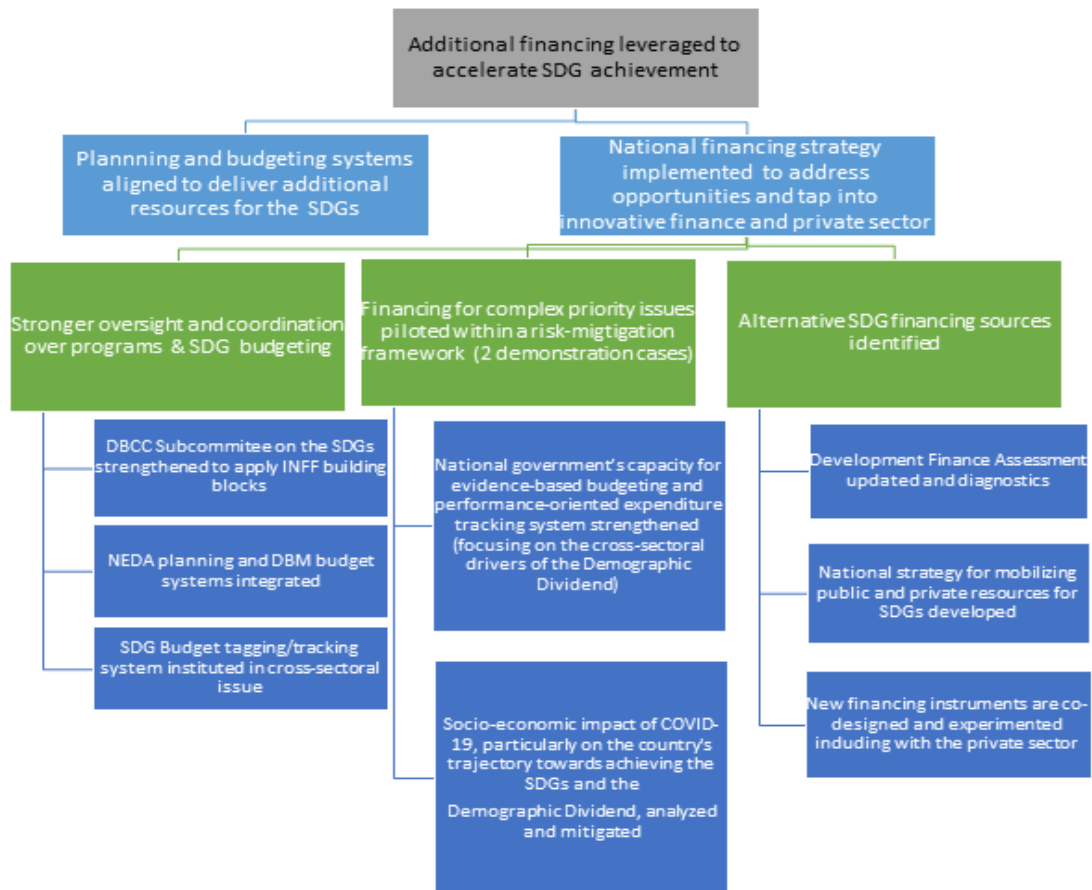 Additional financing leveraged to
accelerate SDG achievement
Plannning and budgeting systems
aligned to deliver additional
resources for the SDGs
National financing strategy
implemented to address
opportunities and tap into
innovative finance and private sector
Stronger oversight and coordination
over programs & SDG budgeting
Financing for complex priority issues
piloted within a risk-migtigation
framework (2 demonstration cases)
Alternative SDG financing sources
identified
DBCC Subcommitee on the SDGs
strengthened to apply INFF building
blocks
NEDA planning and DBM budget
systems integrated
SDG Budget tagging/tracking
system instituted in cross-sectoral
issue
National government's capacity for
evidence-based budgeting and
performance-oriented expenditure
tracking system strengthened
(focusing on the cross-sectoral
drivers of the Demographic
Dividend)
Socio-economic impact of COVID-
19, particularly on the country's
trajectory towards achieving the
SDGs and the
Demographic Dividend, analyzed
and mitigated
Development Finance Assessment
updated and diagnostics
National strategy for mobilizing
public and private resources for
SDGs developed
New financing instruments are co-
designed and experimented
including with the private sector